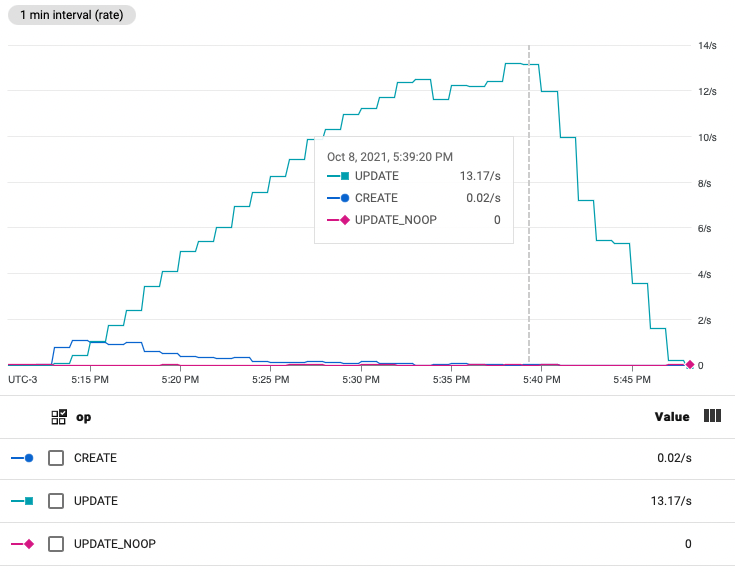 1 min interval (rate)
14/s
12/s
10/s
Oct 8, 2021, 5:39:20 PM
UPDATE 13.17/s
8/s
CREATE 0.02/s
UPDATE_NOOP 0
6/s
4/s
2/s
0
UTC-3 5:15 PM 5:20 PM 5:25 PM 5:30 PM 5:35 PM 5:40 PM 5:45 PM
op Value
CREATE 0.02/s
UPDATE 13.17/s
UPDATE_NOOP 0